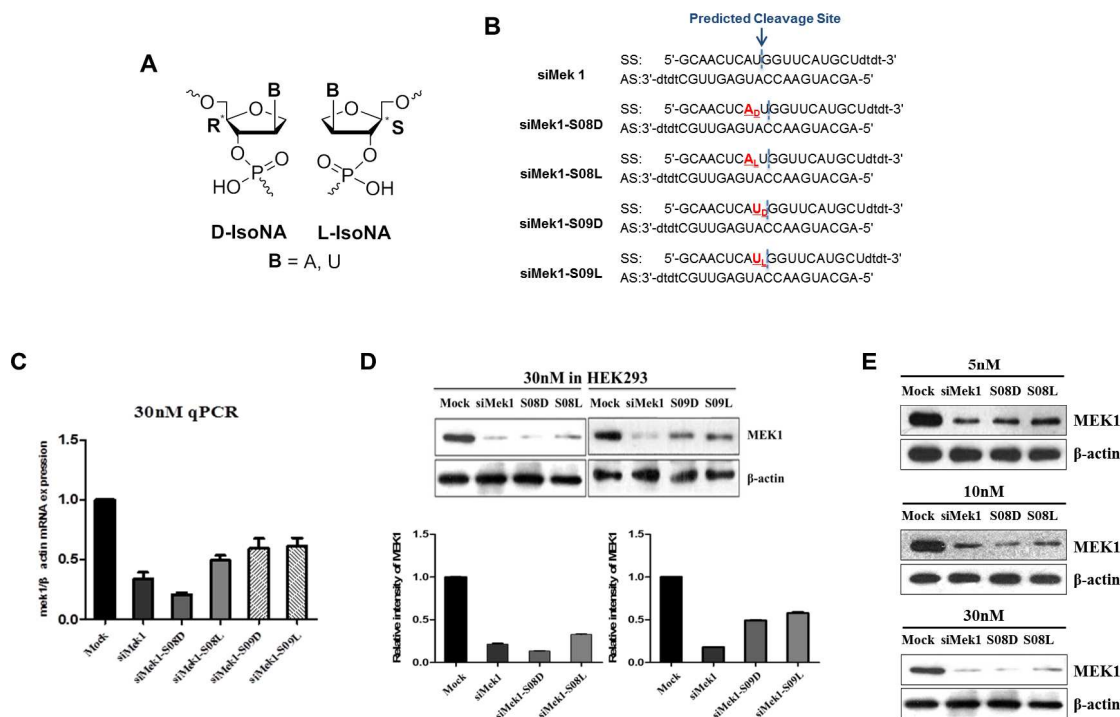 A
B
B
O
O
O
O
R*
*S
O
O
P
O
HO
O
P
O
OH
D-IsoNA
L-IsoNA
B = A, U
B
Predicted Cleavage Site
siMek 1
SS: 5'-GCAACUCAUGGUUCAUGCUdtdt-3'
AS:3'-dtdtCGUUGAGUACCAAGUACGA-5'
siMek1-S08D
SS: 5'-GCAACUCADUGGUUCAUGCUdtdt-3'
AS:3'-dtdtCGUUGAGUACCAAGUACGA-5'
siMek1-S08L
SS: 5'-GCAACUCALUGGUUCAUGCUdtdt-3'
AS:3'-dtdtCGUUGAGUACCAAGUACGA-5'
siMek1-S09D
SS: 5'-GCAACUCAUDGGUUCAUGCUdtdt-3'
AS:3'-dtdtCGUUGAGUACCAAGUACGA-5'
siMek1-S09L
SS: 5'-GCAACUCAULGGUUCAUGCUdtdt-3'
AS:3'-dtdtCGUUGAGUACCAAGUACGA-5'
C
30nM qPCR
mek1/β actin mRNA expression
1.5
1.0
0.5
0.0
Mock
siMek1
siMek1-S08D
siMek1-S08L
siMek1-S09D
siMek1-S09L
D
30nM in HEK293
Mock siMek1 S08D S08L Mock siMek1 S09D S09L
MEK1
β-actin
Relative intensity of MEK1
1.5
1.0
0.5
0.0
Mock
siMek1
siMek1-S08D
siMek1-S08L
Relative intensity of MEK1
1.5
1.0
0.5
0.0
Mock
siMek1
siMek1-S09D
siMek1-S09L
E
5nM
Mock siMek1 S08D S08L
MEK1
β-actin
10nM
Mock siMek1 S08D S08L
MEK1
β-actin
30nM
Mock siMek1 S08D S08L
MEK1
β-actin